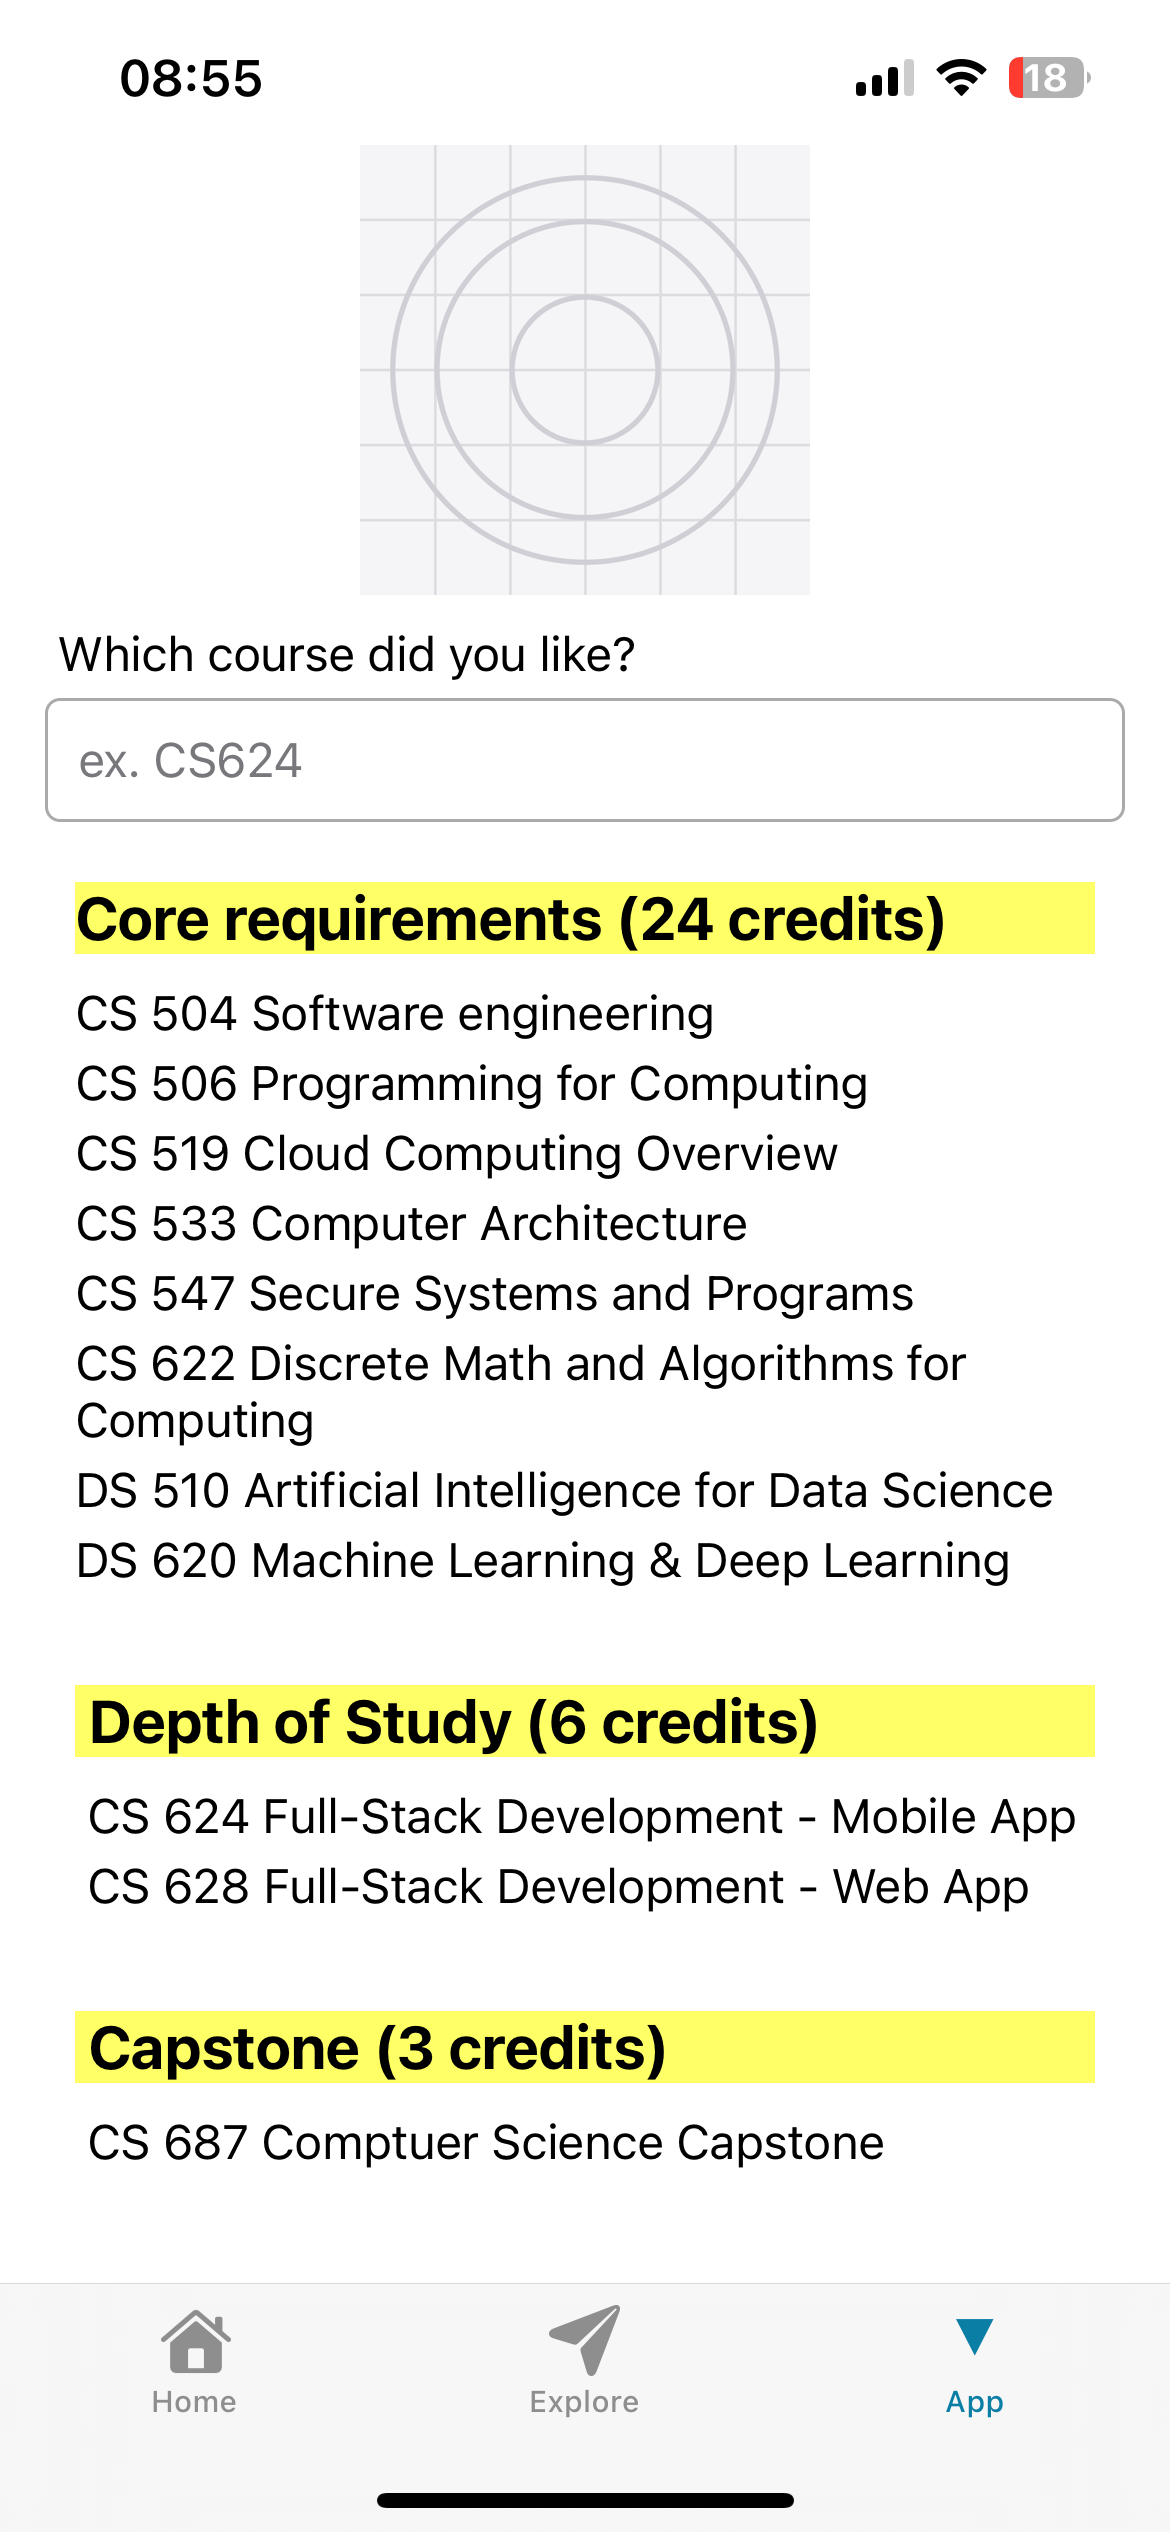 08:55
18
Which course did you like?
ex. CS624
Core requirements (24 credits)
CS 504 Software engineering
CS 506 Programming for Computing
CS 519 Cloud Computing Overview
CS 533 Computer Architecture
CS 547 Secure Systems and Programs
CS 622 Discrete Math and Algorithms for
Computing
DS 510 Artificial Intelligence for Data Science
DS 620 Machine Learning & Deep Learning
Depth of Study (6 credits)
CS 624 Full-Stack Development - Mobile App
CS 628 Full-Stack Development - Web App
Capstone (3 credits)
CS 687 Comptuer Science Capstone
Home
Explore
App